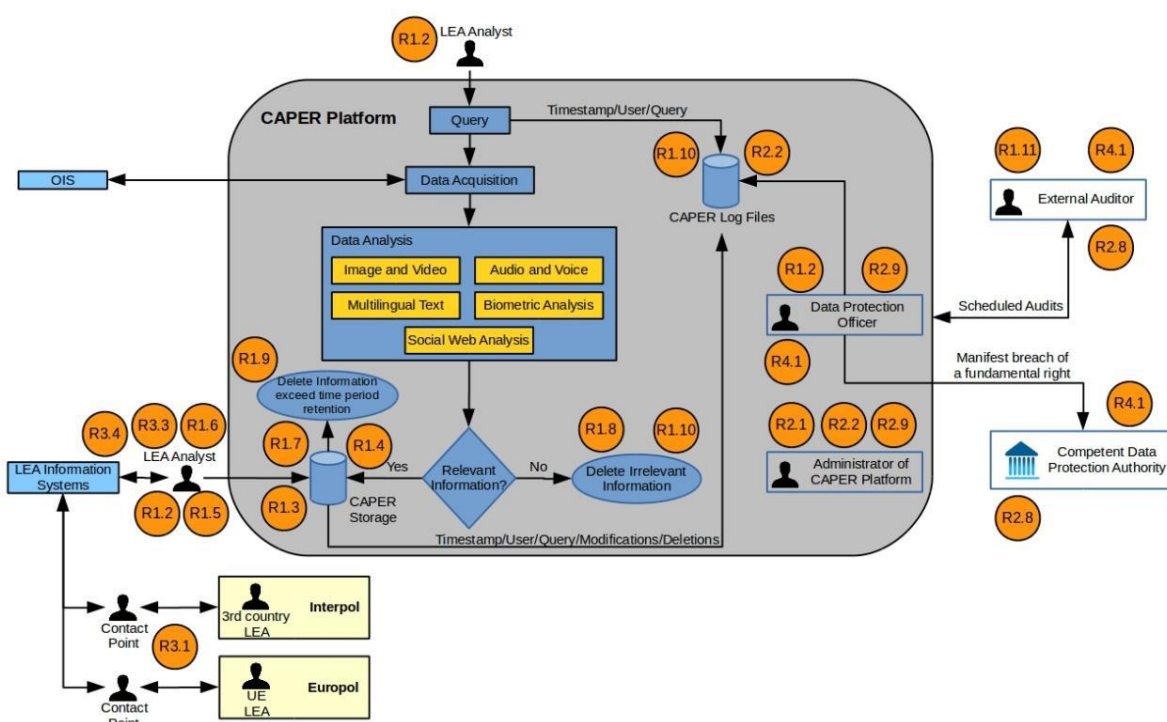 R1.2
LEA Analyst
CAPER Platform
Query
Timestamp/User/Query
R1.10
R2.2
CAPER Log Files
OIS
Data Acquisition
R1.11
R4.1
External Auditor
R2.8
Data Analysis
Image and Video
Audio and Voice
Multilingual Text
Biometric Analysis
Social Web Analysis
R1.2
R2.9
Data Protection
Officer
R4.1
Scheduled Audits
Manifest breach of
a fundamental right
R1.9
Delete Information
exceed time period
retention
R3.4
R3.3
R1.6
LEA Analyst
LEA Information
Systems
R1.2
R1.5
R1.7
R1.4
R1.3
CAPER
Storage
Yes
Relevant
Information?
No
R1.8
R1.10
Delete Irrelevant
Information
R2.1
R2.2
R2.9
Administrator of
CAPER Platform
R4.1
Competent Data
Protection Authority
R2.8
Timestamp/User/Query/Modifications/Deletions
Contact
Point
3rd country
LEA
Interpol
R3.1
Contact
Point
UE
LEA
Europol